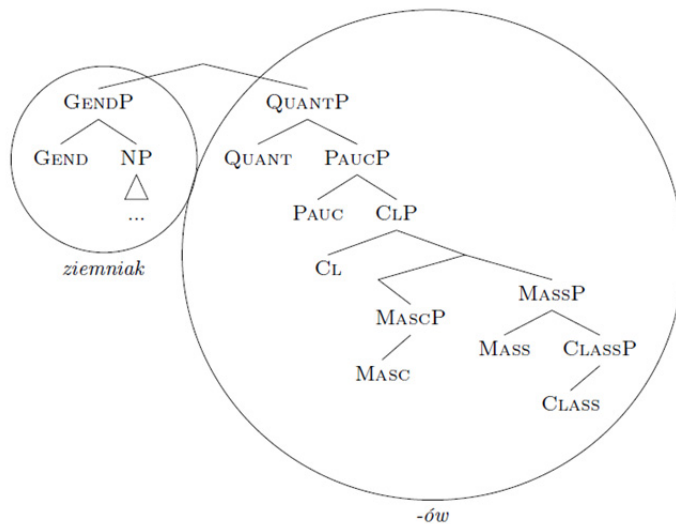 GENDP QUANTP
GEND NP QUANT PAUCP
...
PAUC CLP
ziemniak
CL
MASSP
MASCP
MASS CLASSP
MASC
CLASS
-ów